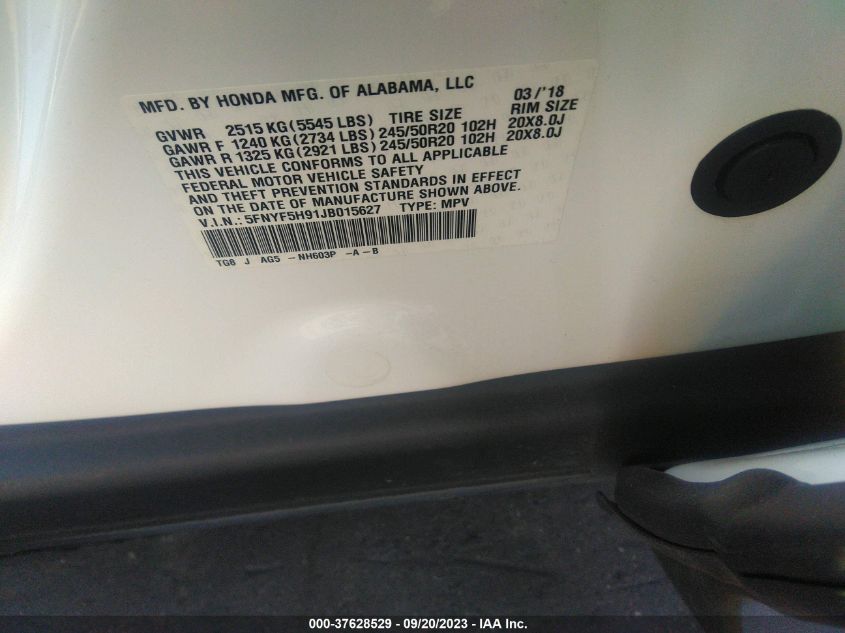 MFD. BY HONDA MFG. OF ALABAMA, LLC 03/'18
GVWR 2515 KG(5545 LBS) TIRE SIZE RIM SIZE
GAWR F 1240 KG(2734 LBS)245/50R20 102H 20X8.0J
GAWR R 1325 KG(2921 LBS)245/50R20 102H 20X8.0J
THIS VEHICLE CONFORMS TO ALL APPLICABLE
FEDERAL MOTOR VEHICLE SAFETY
AND THEFT PREVENTION STANDARDS IN EFFECT
ON THE DATE OF MANUFACTURE SHOWN ABOVE.
V.I.N.: 5FNYF5H91JB015627 TYPE: MPV
TG8 J AG5 -NH603P -A-B
000-37628529 - 09/20/2023 - IAA Inc.